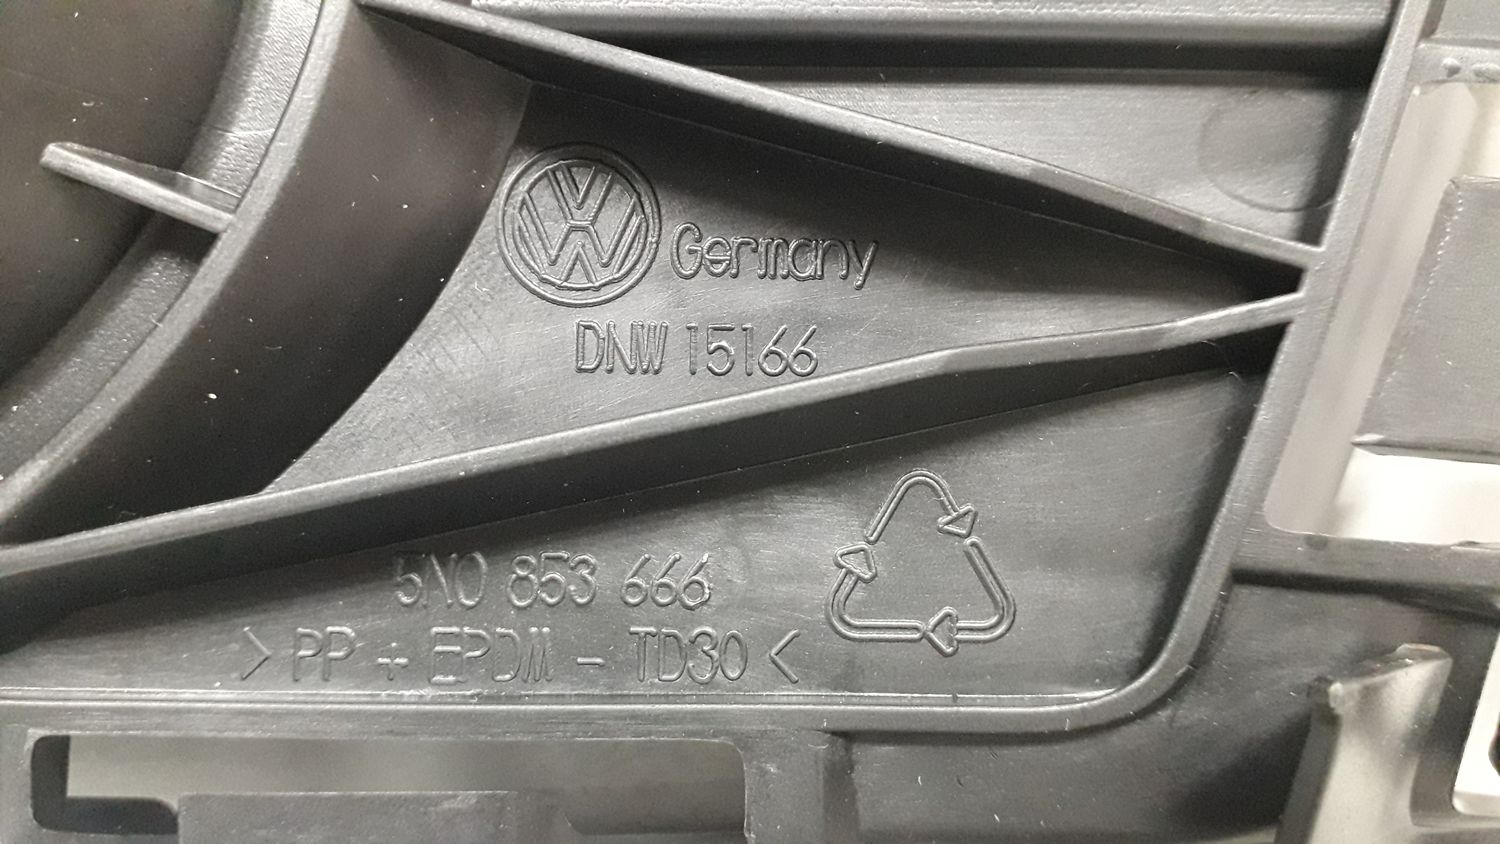 Germany
DNW 15166
5N0 853 666
>PP + EPDM - TD30<